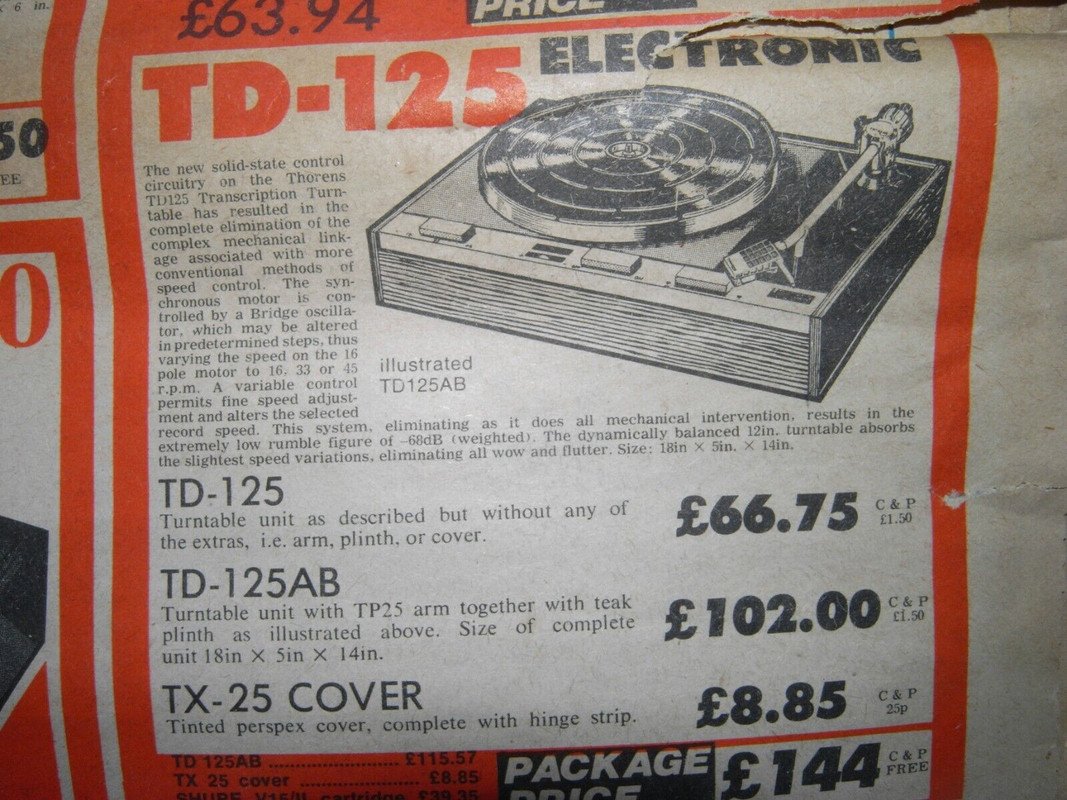 x 6 in.
£63.94
PRICE
50
EE
0
TD-125 ELECTRONIC
The new solid-state control
circuitry on the Thorens
TD125 Transcription Turn-
table has resulted in the
complete elimination of the
complex mechanical link-
age associated with more
conventional methods of
speed control. The syn-
chronous motor is con-
trolled by a Bridge oscilla-
tor, which may be altered
in predetermined steps, thus
varying the speed on the 16
pole motor to 16, 33 or 45
r.p.m. A variable control
permits fine speed adjust-
ment and alters the selected
record speed. This system, eliminating as it does all mechanical intervention, results in the
extremely low rumble figure of -68dB (weighted). The dynamically balanced 12in. turntable absorbs
the slightest speed variations, eliminating all wow and flutter. Size: 18in × 5in. × 14in.
illustrated
TD125AB
TD-125
Turntable unit as described but without any of
the extras, i.e. arm, plinth, or cover.
£66.75 C & P
£1.50
TD-125AB
Turntable unit with TP25 arm together with teak
plinth as illustrated above. Size of complete
unit 18in × 5in × 14in.
£102.00 C & P
£1.50
TX-25 COVER
Tinted perspex cover, complete with hinge strip.
£8.85 C & P
25p
TD 125AB .................... £115.57
TX 25 cover .................... £8.85
SHURE V15/II cartridge £39.35
PACKAGE
PRICE
£144 C & P
FREE